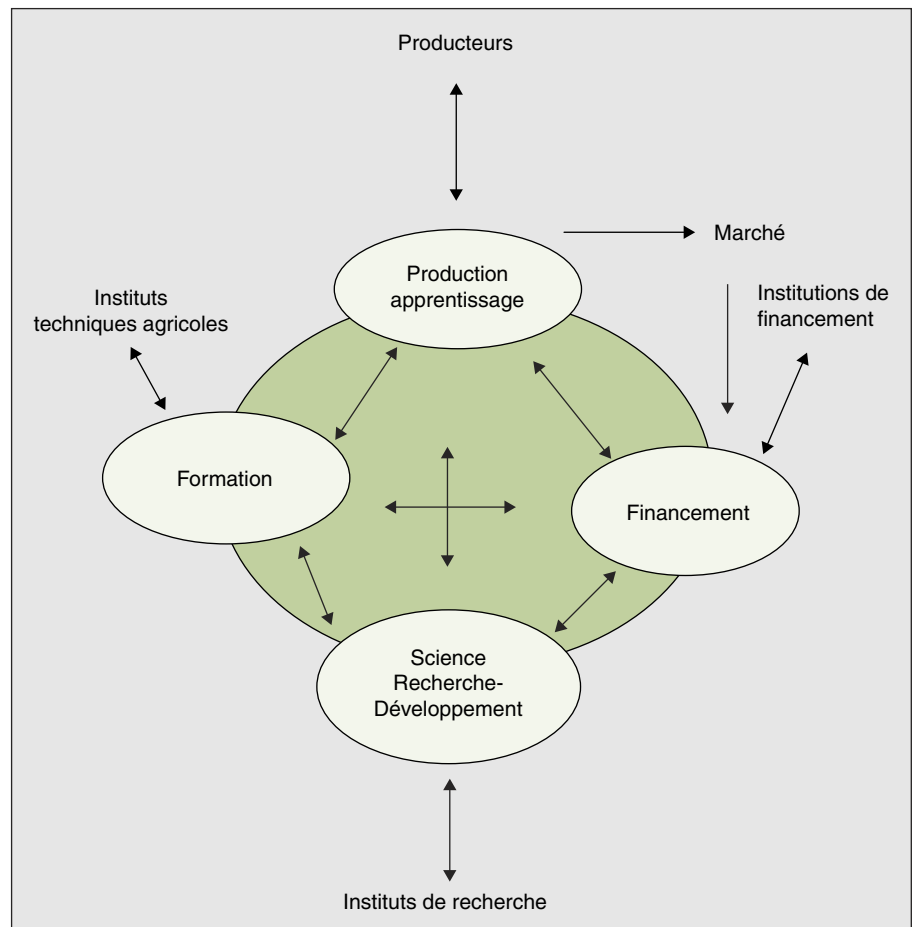 Producteurs
Marché
Production
apprentissage
Institutions de
financement
Instituts
techniques agricoles
Formation
Financement
Science
Recherche-
Développement
Instituts de recherche